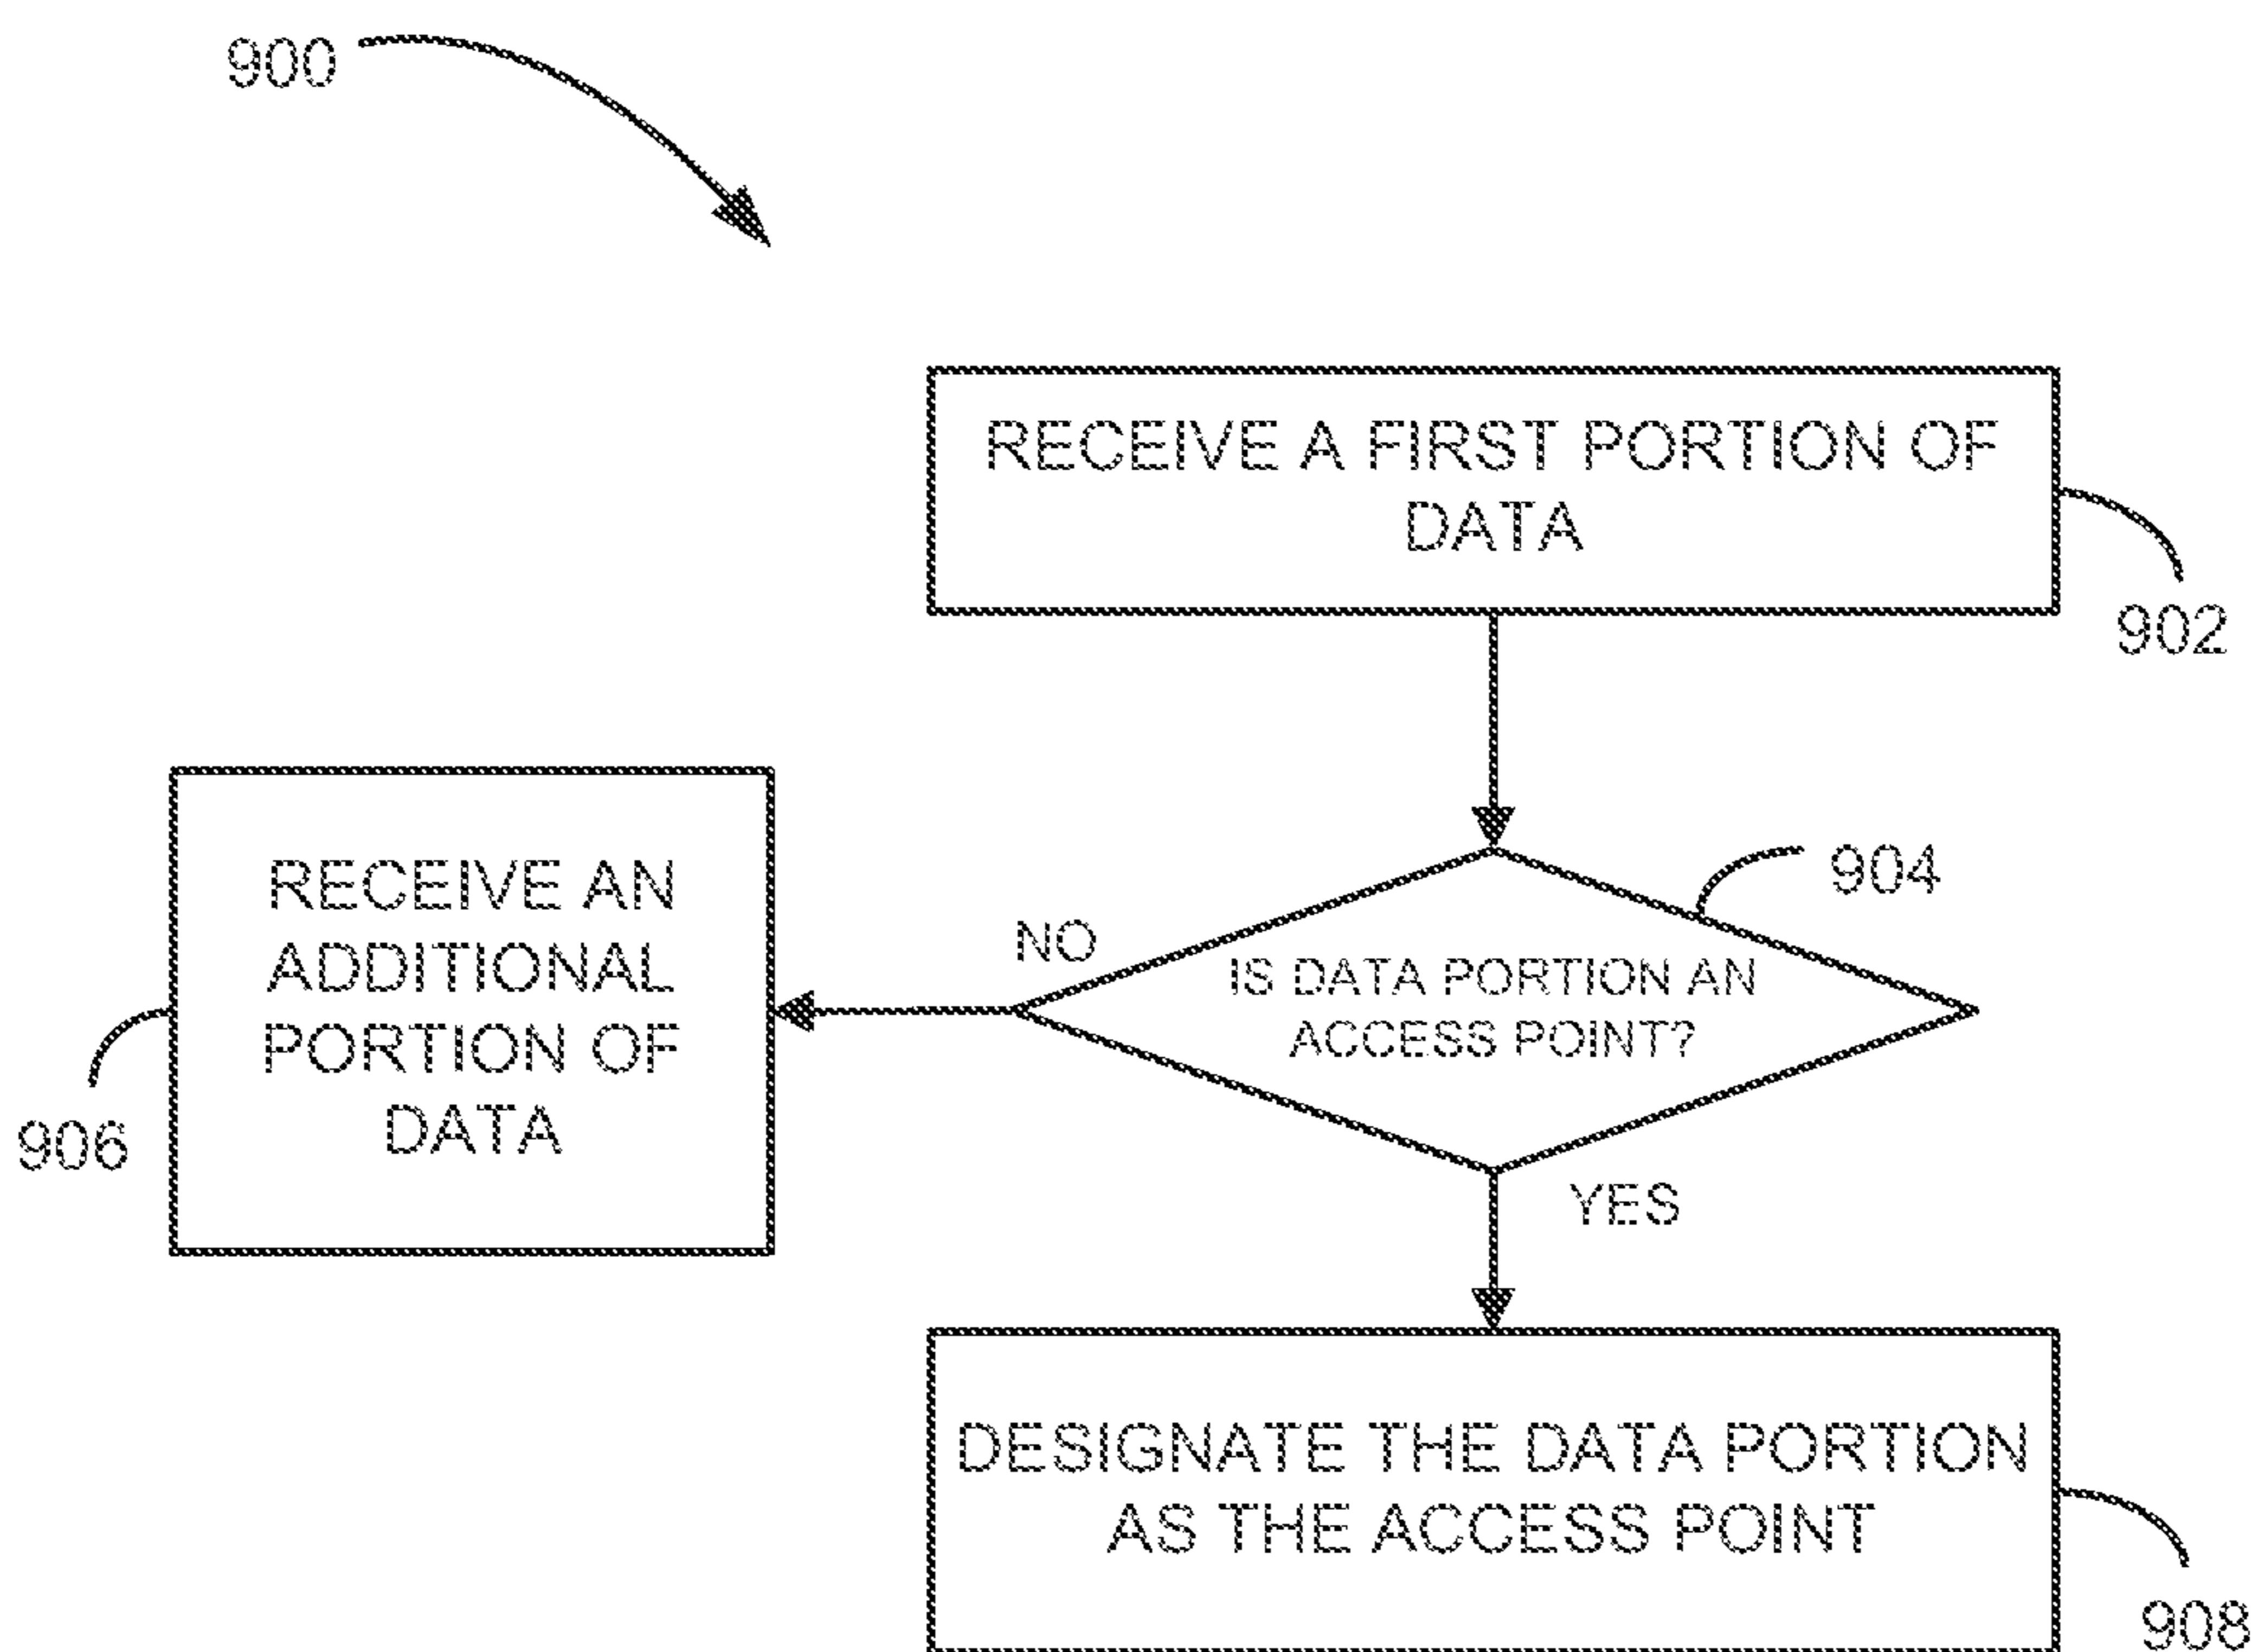 900
RECEIVE A FIRST PORTION OF
DATA
902
904
NO
IS DATA PORTION AN
ACCESS POINT?
RECEIVE AN
ADDITIONAL
PORTION OF
DATA
906
YES
DESIGNATE THE DATA PORTION
AS THE ACCESS POINT
908